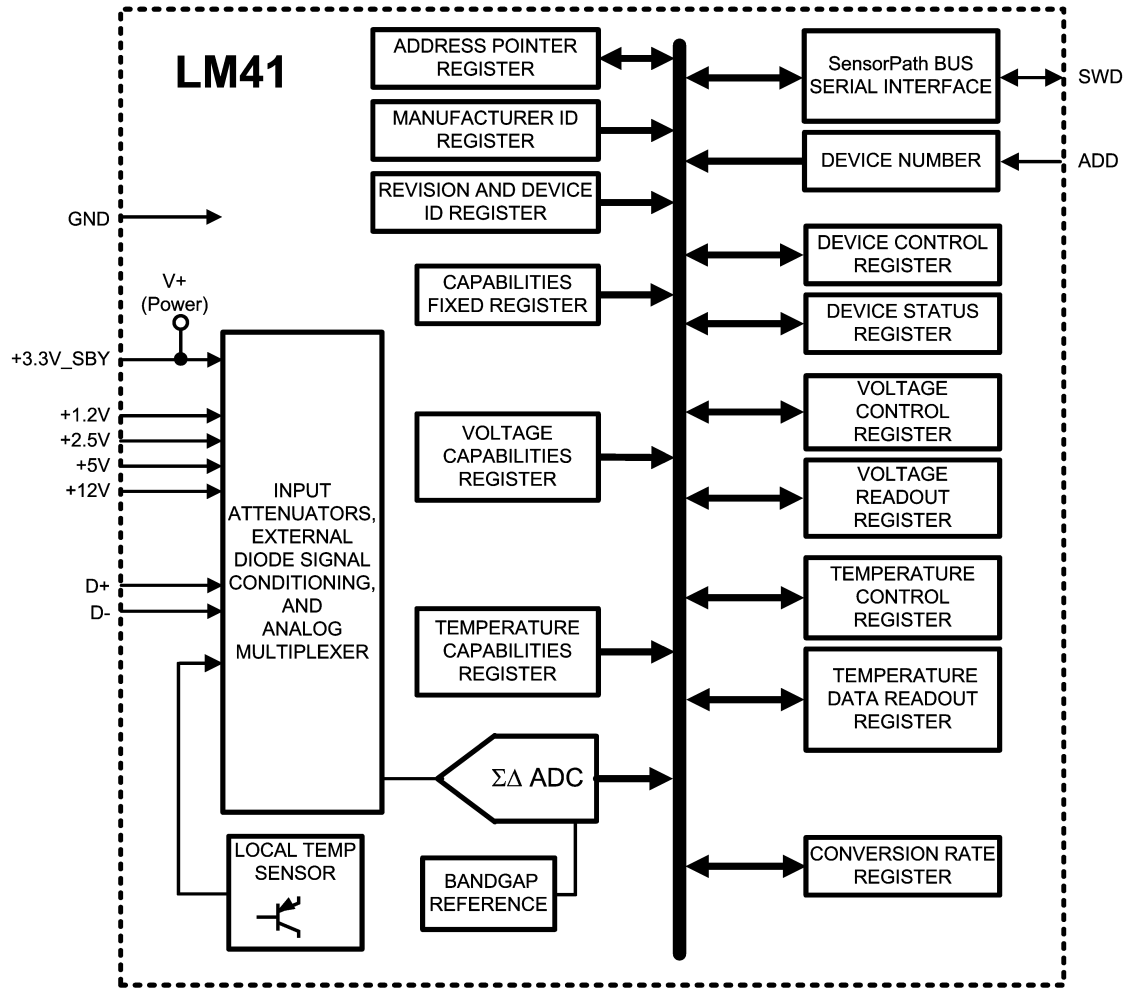 LM41
ADDRESS POINTER
REGISTER
MANUFACTURER ID
REGISTER
REVISION AND DEVICE
ID REGISTER
CAPABILITIES
FIXED REGISTER
VOLTAGE
CAPABILITIES
REGISTER
TEMPERATURE
CAPABILITIES
REGISTER
ΣΔ ADC
BANDGAP
REFERENCE
GND
V+
(Power)
+3.3V_SBY
+1.2V
+2.5V
+5V
+12V
D+
D-
INPUT
ATTENUATORS,
EXTERNAL
DIODE SIGNAL
CONDITIONING,
AND
ANALOG
MULTIPLEXER
LOCAL TEMP
SENSOR
SensorPath BUS
SERIAL INTERFACE
SWD
DEVICE NUMBER
ADD
DEVICE CONTROL
REGISTER
DEVICE STATUS
REGISTER
VOLTAGE
CONTROL
REGISTER
VOLTAGE
READOUT
REGISTER
TEMPERATURE
CONTROL
REGISTER
TEMPERATURE
DATA READOUT
REGISTER
CONVERSION RATE
REGISTER